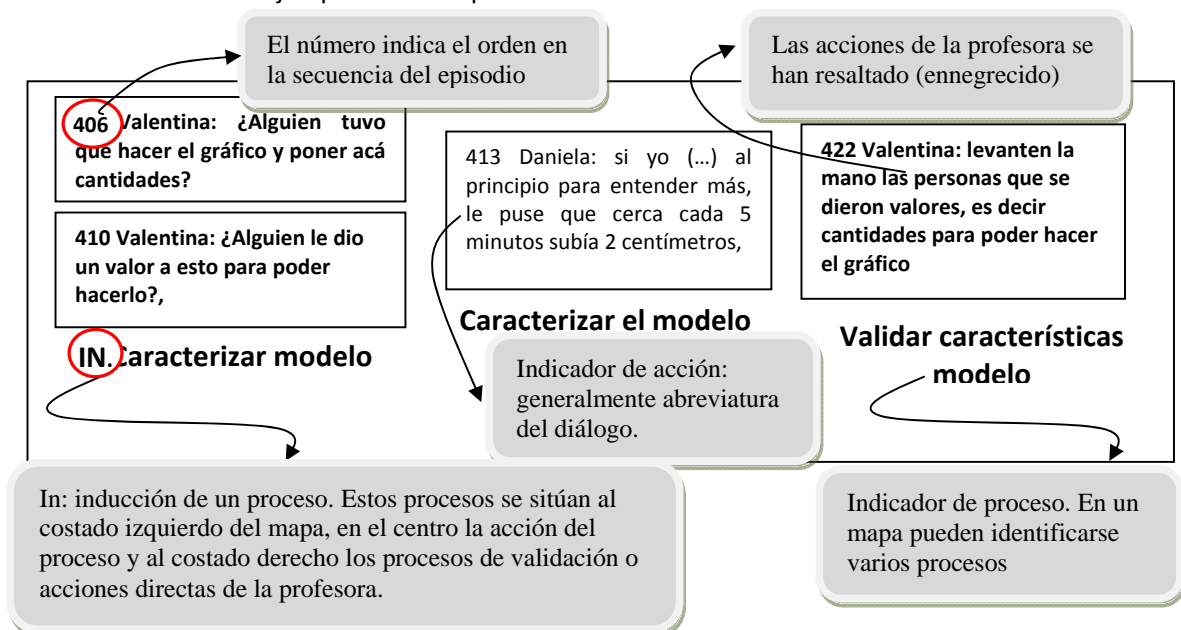 El número indica el orden en
la secuencia del episodio
Las acciones de la profesora se
han resaltado (ennegrecido)
406 Valentina: ¿Alguien tuvo
que hacer el gráfico y poner acá
cantidades?
410 Valentina: ¿Alguien le dio
un valor a esto para poder
hacerlo?,
IN. Caracterizar modelo
413 Daniela: si yo (…) al
principio para entender más,
le puse que cerca cada 5
minutos subía 2 centímetros,
Caracterizar el modelo
422 Valentina: levanten la
mano las personas que se
dieron valores, es decir
cantidades para poder hacer
el gráfico
Validar características
modelo
Indicador de acción:
generalmente abreviatura
del diálogo.
In: inducción de un proceso. Estos procesos se sitúan al
costado izquierdo del mapa, en el centro la acción del
proceso y al costado derecho los procesos de validación o
acciones directas de la profesora.
Indicador de proceso. En un
mapa pueden identificarse
varios procesos